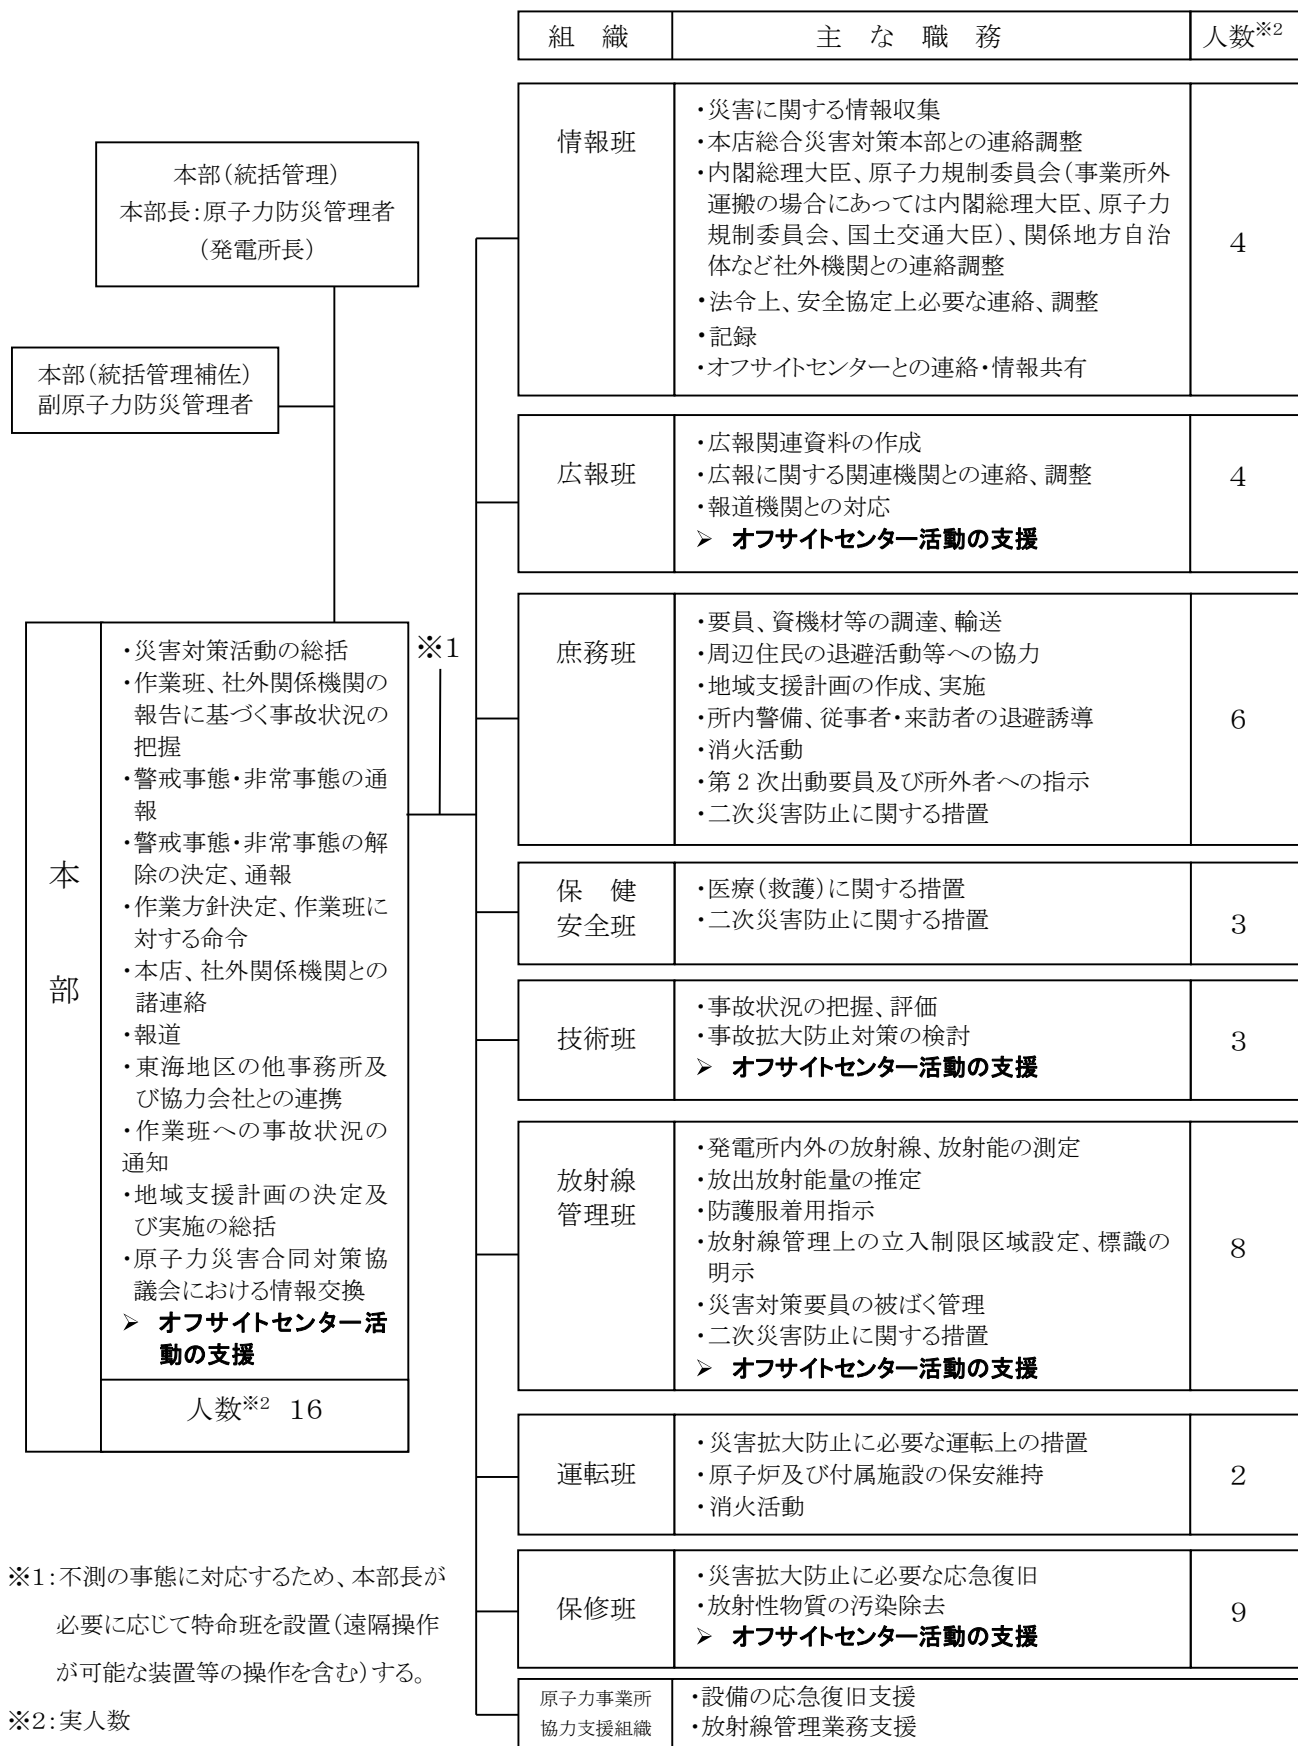 組　織　主　な　職　務　人数※2
情報班
・災害に関する情報収集
・本店総合災害対策本部との連絡調整
・内閣総理大臣、原子力規制委員会（事業所外
運搬の場合にあっては内閣総理大臣、原子力
規制委員会、国土交通大臣）、関係地方自治
体など社外機関との連絡調整
・法令上、安全協定上必要な連絡、調整
・記録
・オフサイトセンターとの連絡・情報共有
4
本部（統括管理）
本部長：原子力防災管理者
（発電所長）
本部（統括管理補佐）
副原子力防災管理者
広報班
・広報関連資料の作成
・広報に関する関連機関との連絡、調整
・報道機関との対応
➢ オフサイトセンター活動の支援
4
本
部
・災害対策活動の総括
・作業班、社外関係機関の
報告に基づく事故状況の
把握
・警戒事態・非常事態の通
報
・警戒事態・非常事態の解
除の決定、通報
・作業方針決定、作業班に
対する命令
・本店、社外関係機関との
諸連絡
・報道
・東海地区の他事務所及
び協力会社との連携
・作業班への事故状況の
通知
・地域支援計画の決定及
び実施の総括
・原子力災害合同対策協
議会における情報交換
➢ オフサイトセンター活
動の支援
人数※2　16
※1
庶務班
・要員、資機材等の調達、輸送
・周辺住民の退避活動等への協力
・地域支援計画の作成、実施
・所内警備、従事者・来訪者の退避誘導
・消火活動
・第2次出動要員及び所外者への指示
・二次災害防止に関する措置
6
保　健
安全班
・医療（救護）に関する措置
・二次災害防止に関する措置
3
技術班
・事故状況の把握、評価
・事故拡大防止対策の検討
➢ オフサイトセンター活動の支援
3
放射線
管理班
・発電所内外の放射線、放射能の測定
・放出放射能量の推定
・防護服着用指示
・放射線管理上の立入制限区域設定、標識の
明示
・災害対策要員の被ばく管理
・二次災害防止に関する措置
➢ オフサイトセンター活動の支援
8
運転班
・災害拡大防止に必要な運転上の措置
・原子炉及び付属施設の保安維持
・消火活動
2
保修班
・災害拡大防止に必要な応急復旧
・放射性物質の汚染除去
➢ オフサイトセンター活動の支援
9
原子力事業所
協力支援組織
・設備の応急復旧支援
・放射線管理業務支援
※1：不測の事態に対応するため、本部長が
必要に応じて特命班を設置（遠隔操作
が可能な装置等の操作を含む）する。
※2：実人数